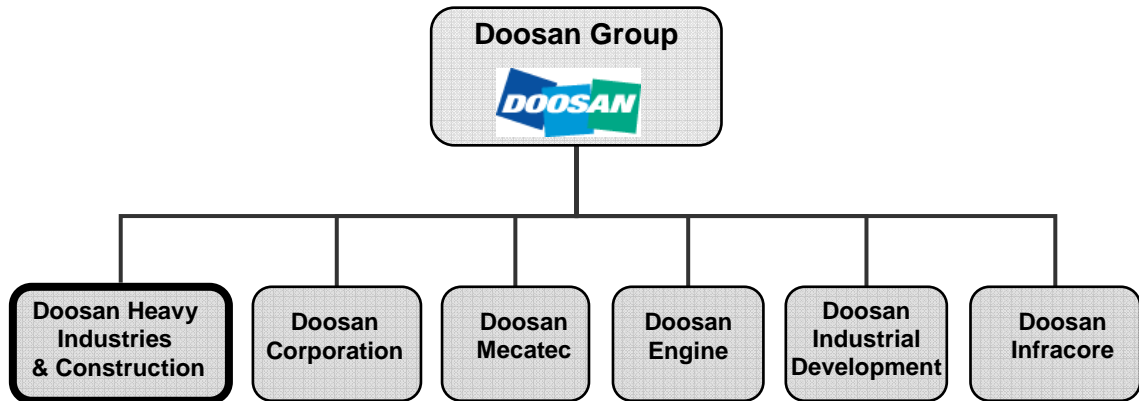 Doosan Group
DOOSAN
Doosan Heavy
Industries
& Construction
Doosan
Corporation
Doosan
Mecatec
Doosan
Engine
Doosan
Industrial
Development
Doosan
Infracore